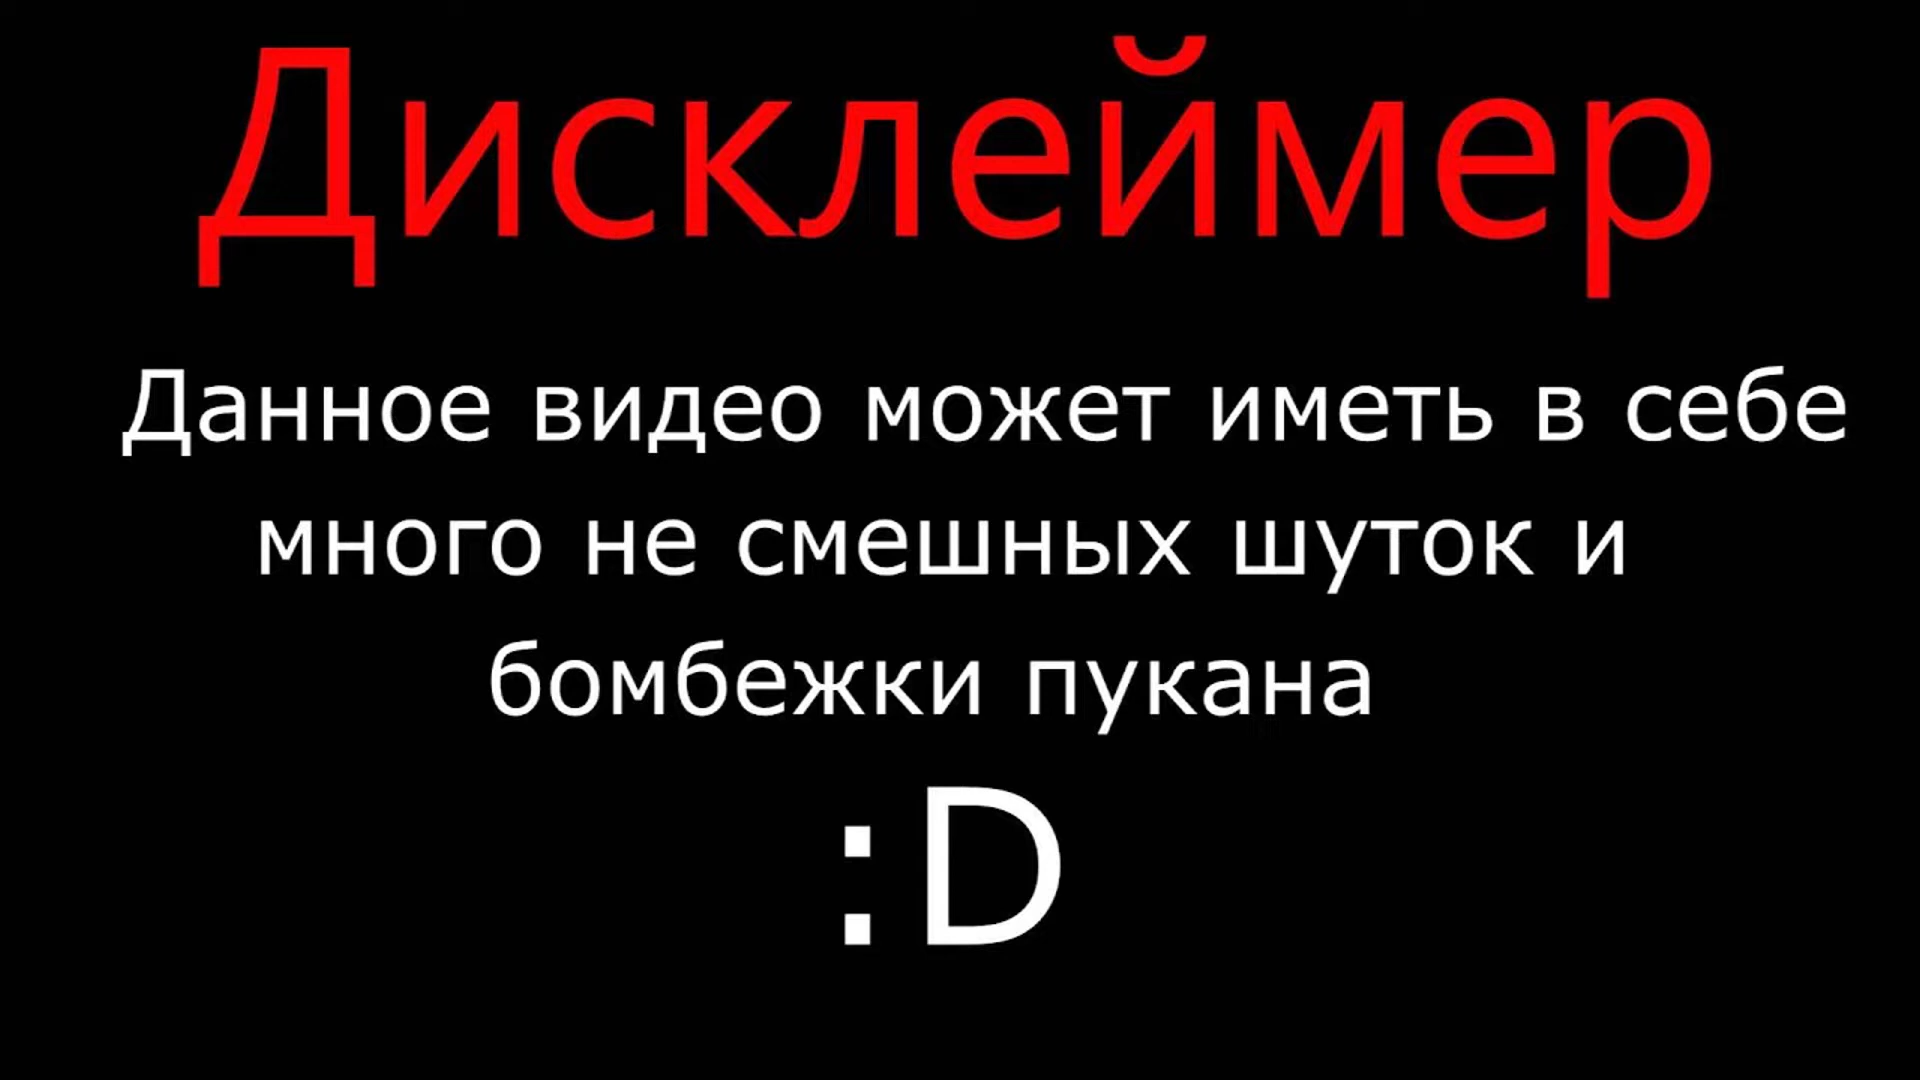 Дисклеймер
Данное видео может иметь в себе
много не смешных шуток и
бомбежки пукана
:D